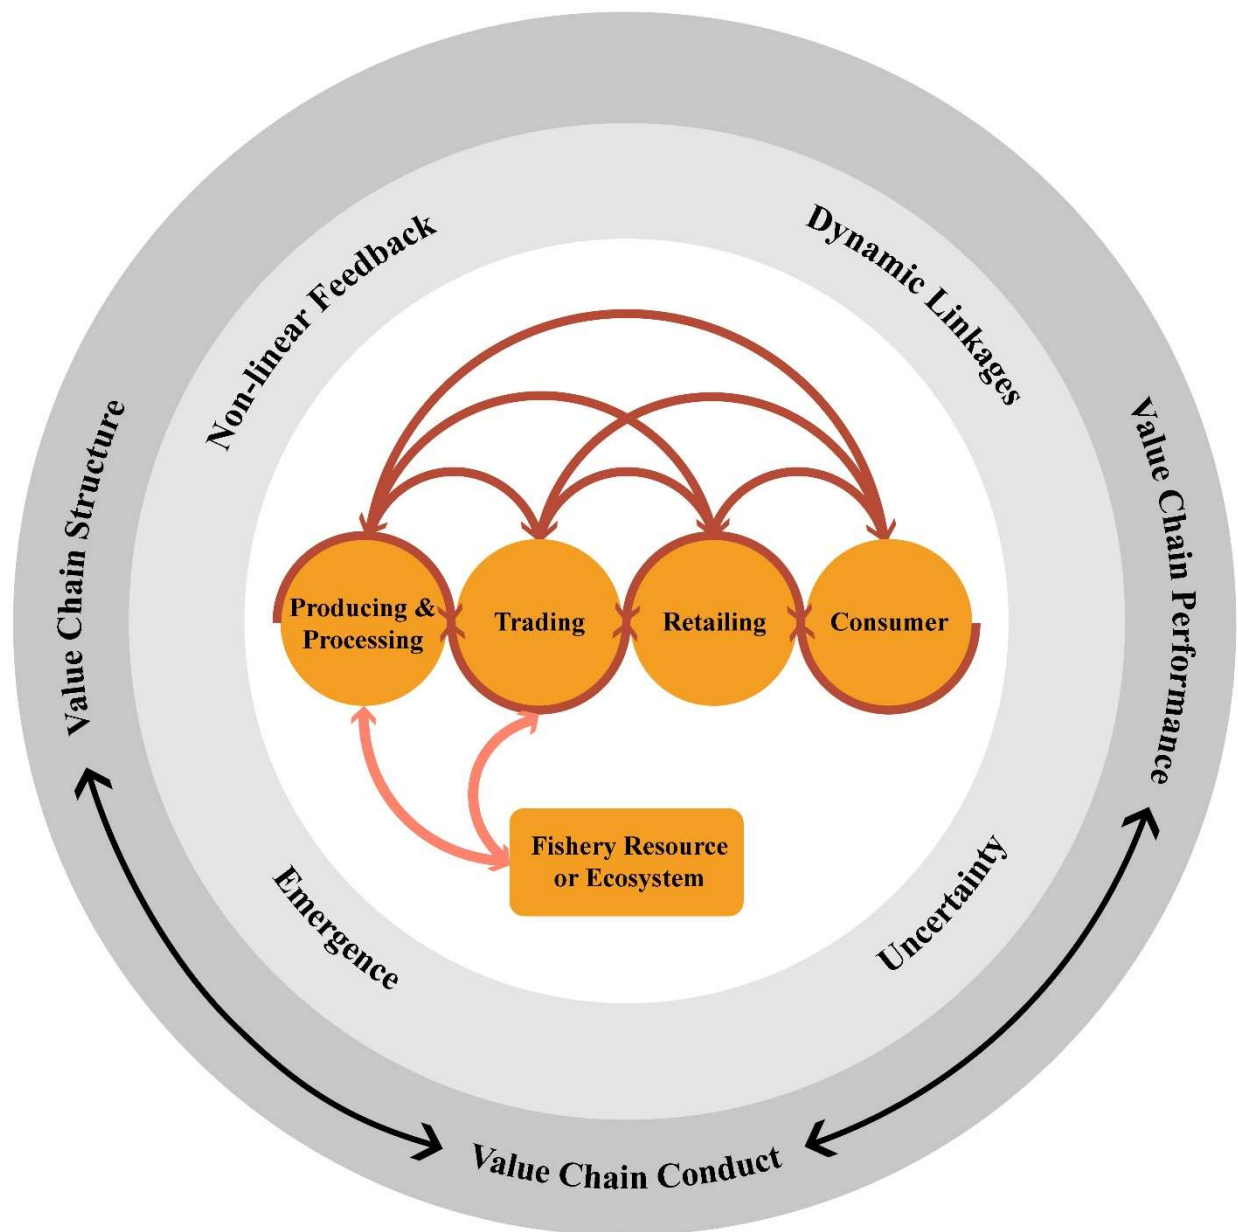 Non-linear Feedback
Dynamic Linkages
Value Chain Structure
Value Chain Performance
Producing &
Processing
Trading
Retailing
Consumer
Fishery Resource
or Ecosystem
Emergence
Uncertainty
Value Chain Conduct